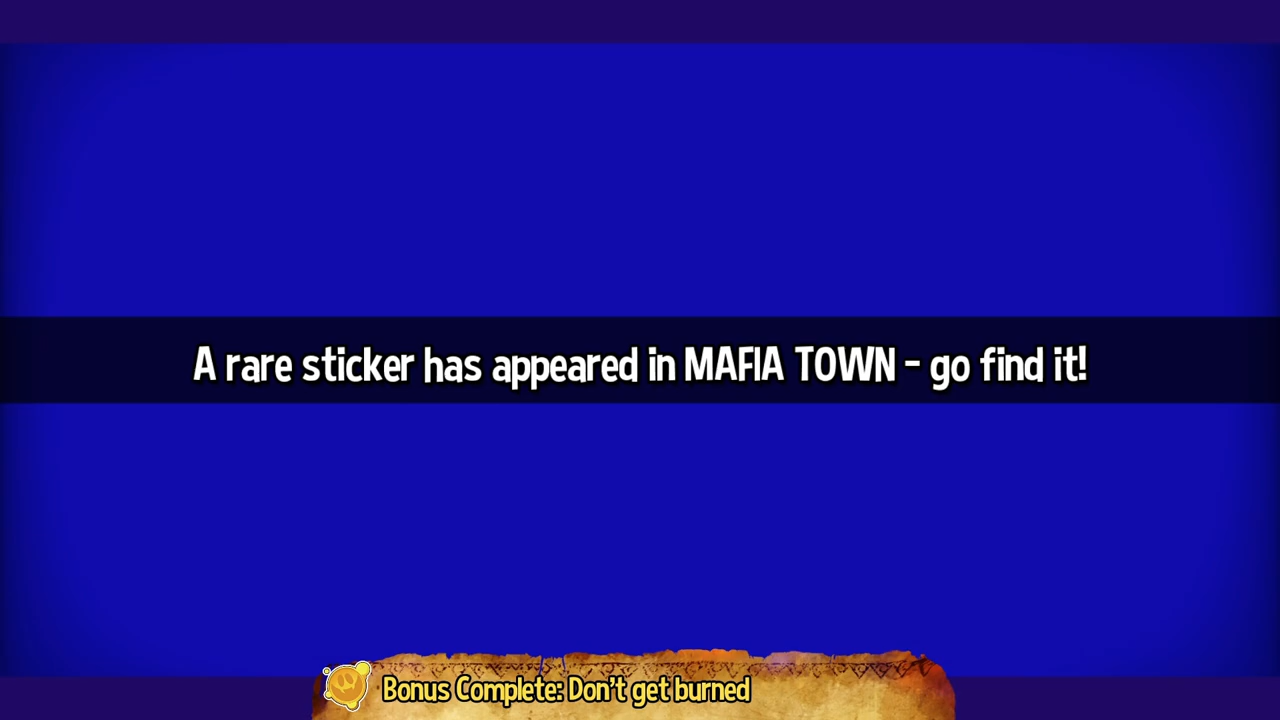 A rare sticker has appeared in MAFIA TOWN - go find it!
Bonus Complete: Don't get burned